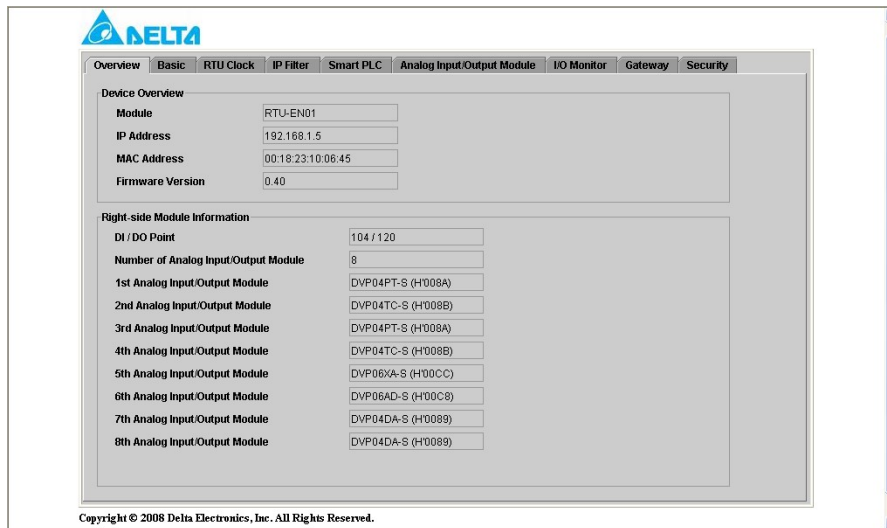 DELTA
Overview Basic RTU Clock IP Filter Smart PLC Analog Input/Output Module I/O Monitor Gateway Security
Device Overview
Module RTU-EN01
IP Address 192.168.1.5
MAC Address 00:18:23:10:06:45
Firmware Version 0.40
Right-side Module Information
DI / DO Point 104 / 120
Number of Analog Input/Output Module 8
1st Analog Input/Output Module DVP04PT-S (H'008A)
2nd Analog Input/Output Module DVP04TC-S (H'008B)
3rd Analog Input/Output Module DVP04PT-S (H'008A)
4th Analog Input/Output Module DVP04TC-S (H'008B)
5th Analog Input/Output Module DVP06XA-S (H'00CC)
6th Analog Input/Output Module DVP06AD-S (H'00C8)
7th Analog Input/Output Module DVP04DA-S (H'0089)
8th Analog Input/Output Module DVP04DA-S (H'0089)
Copyright © 2008 Delta Electronics, Inc. All Rights Reserved.